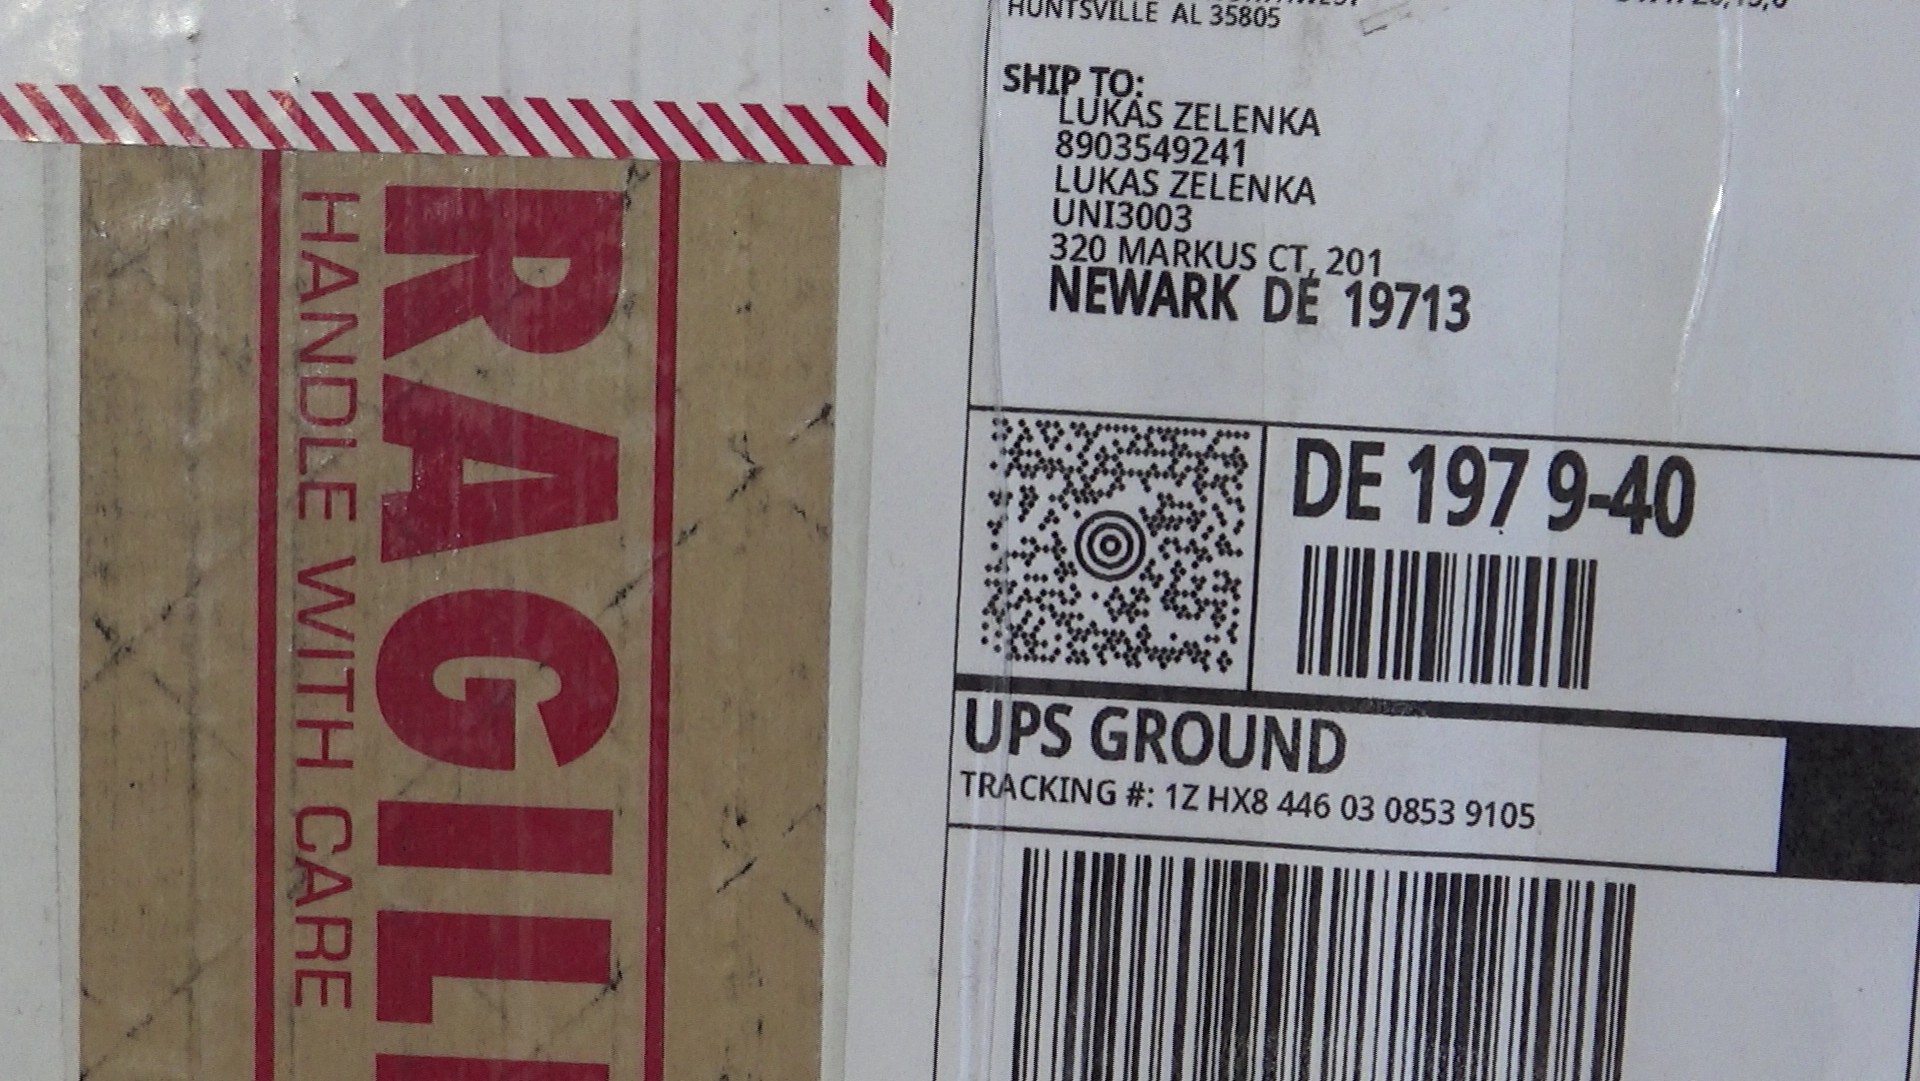 HUNTSVILLE AL 35805
SHIP TO:
LUKAS ZELENKA
8903549241
LUKAS ZELENKA
UNI3003
320 MARKUS CT, 201
NEWARK DE 19713
DE 197 9-40
UPS GROUND
TRACKING #: 1Z HX8 446 03 0853 9105
RAGIL
HANDLE WITH CARE